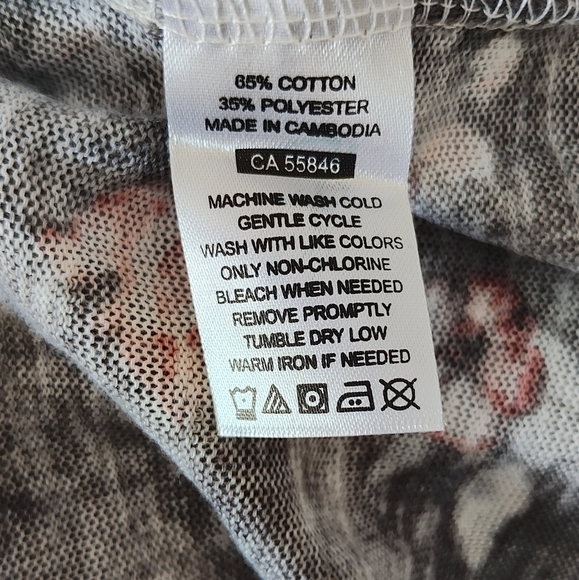 65% COTTON
35% POLYESTER
MADE IN CAMBODIA
CA 55846
MACHINE WASH COLD
GENTLE CYCLE
WASH WITH LIKE COLORS
ONLY NON-CHLORINE
BLEACH WHEN NEEDED
REMOVE PROMPTLY
TUMBLE DRY LOW
WARM IRON IF NEEDED